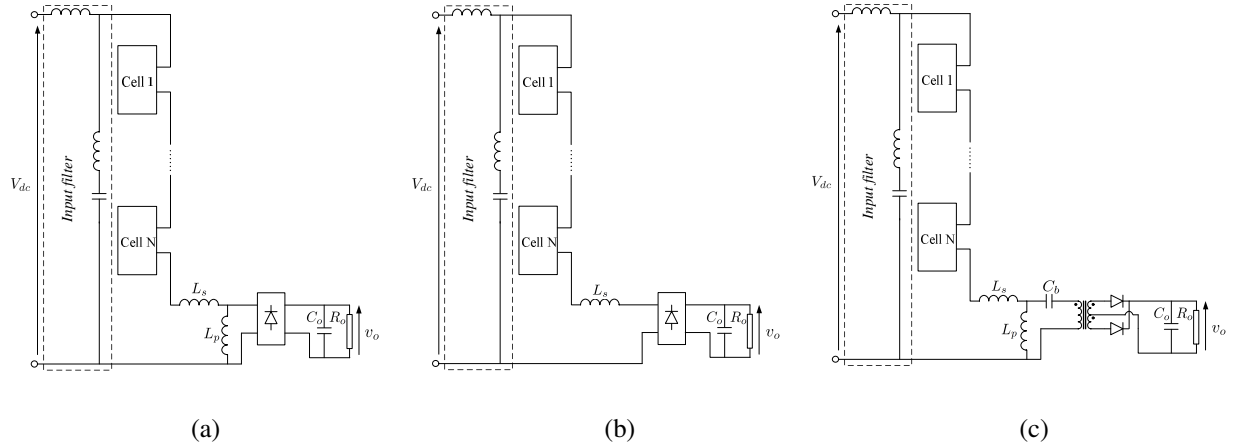 Cell 1
V_dc
Input filter
Cell N
L_s
L_p
C_o
R_o
v_o
(a)
Cell 1
V_dc
Input filter
Cell N
L_s
C_o
R_o
v_o
(b)
Cell 1
V_dc
Input filter
Cell N
L_s
C_b
L_p
C_o
R_o
v_o
(c)